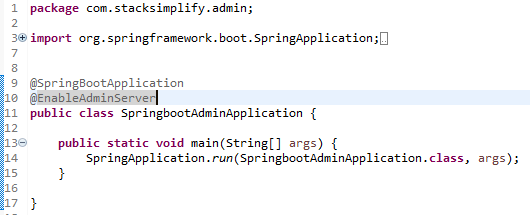 1 package com.stacksimplify.admin;
2
3 import org.springframework.boot.SpringApplication;
7
8
9 @SpringBootApplication
10 @EnableAdminServer
11 public class SpringbootAdminApplication {
12
13 public static void main(String[] args) {
14 SpringApplication.run(SpringbootAdminApplication.class, args);
15 }
16
17 }